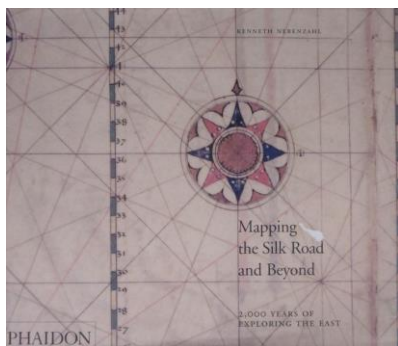 KENNETH NEBENZAHL
Mapping
the Silk Road
and Beyond
2,000 YEARS OF
EXPLORING THE EAST
PHAIDON